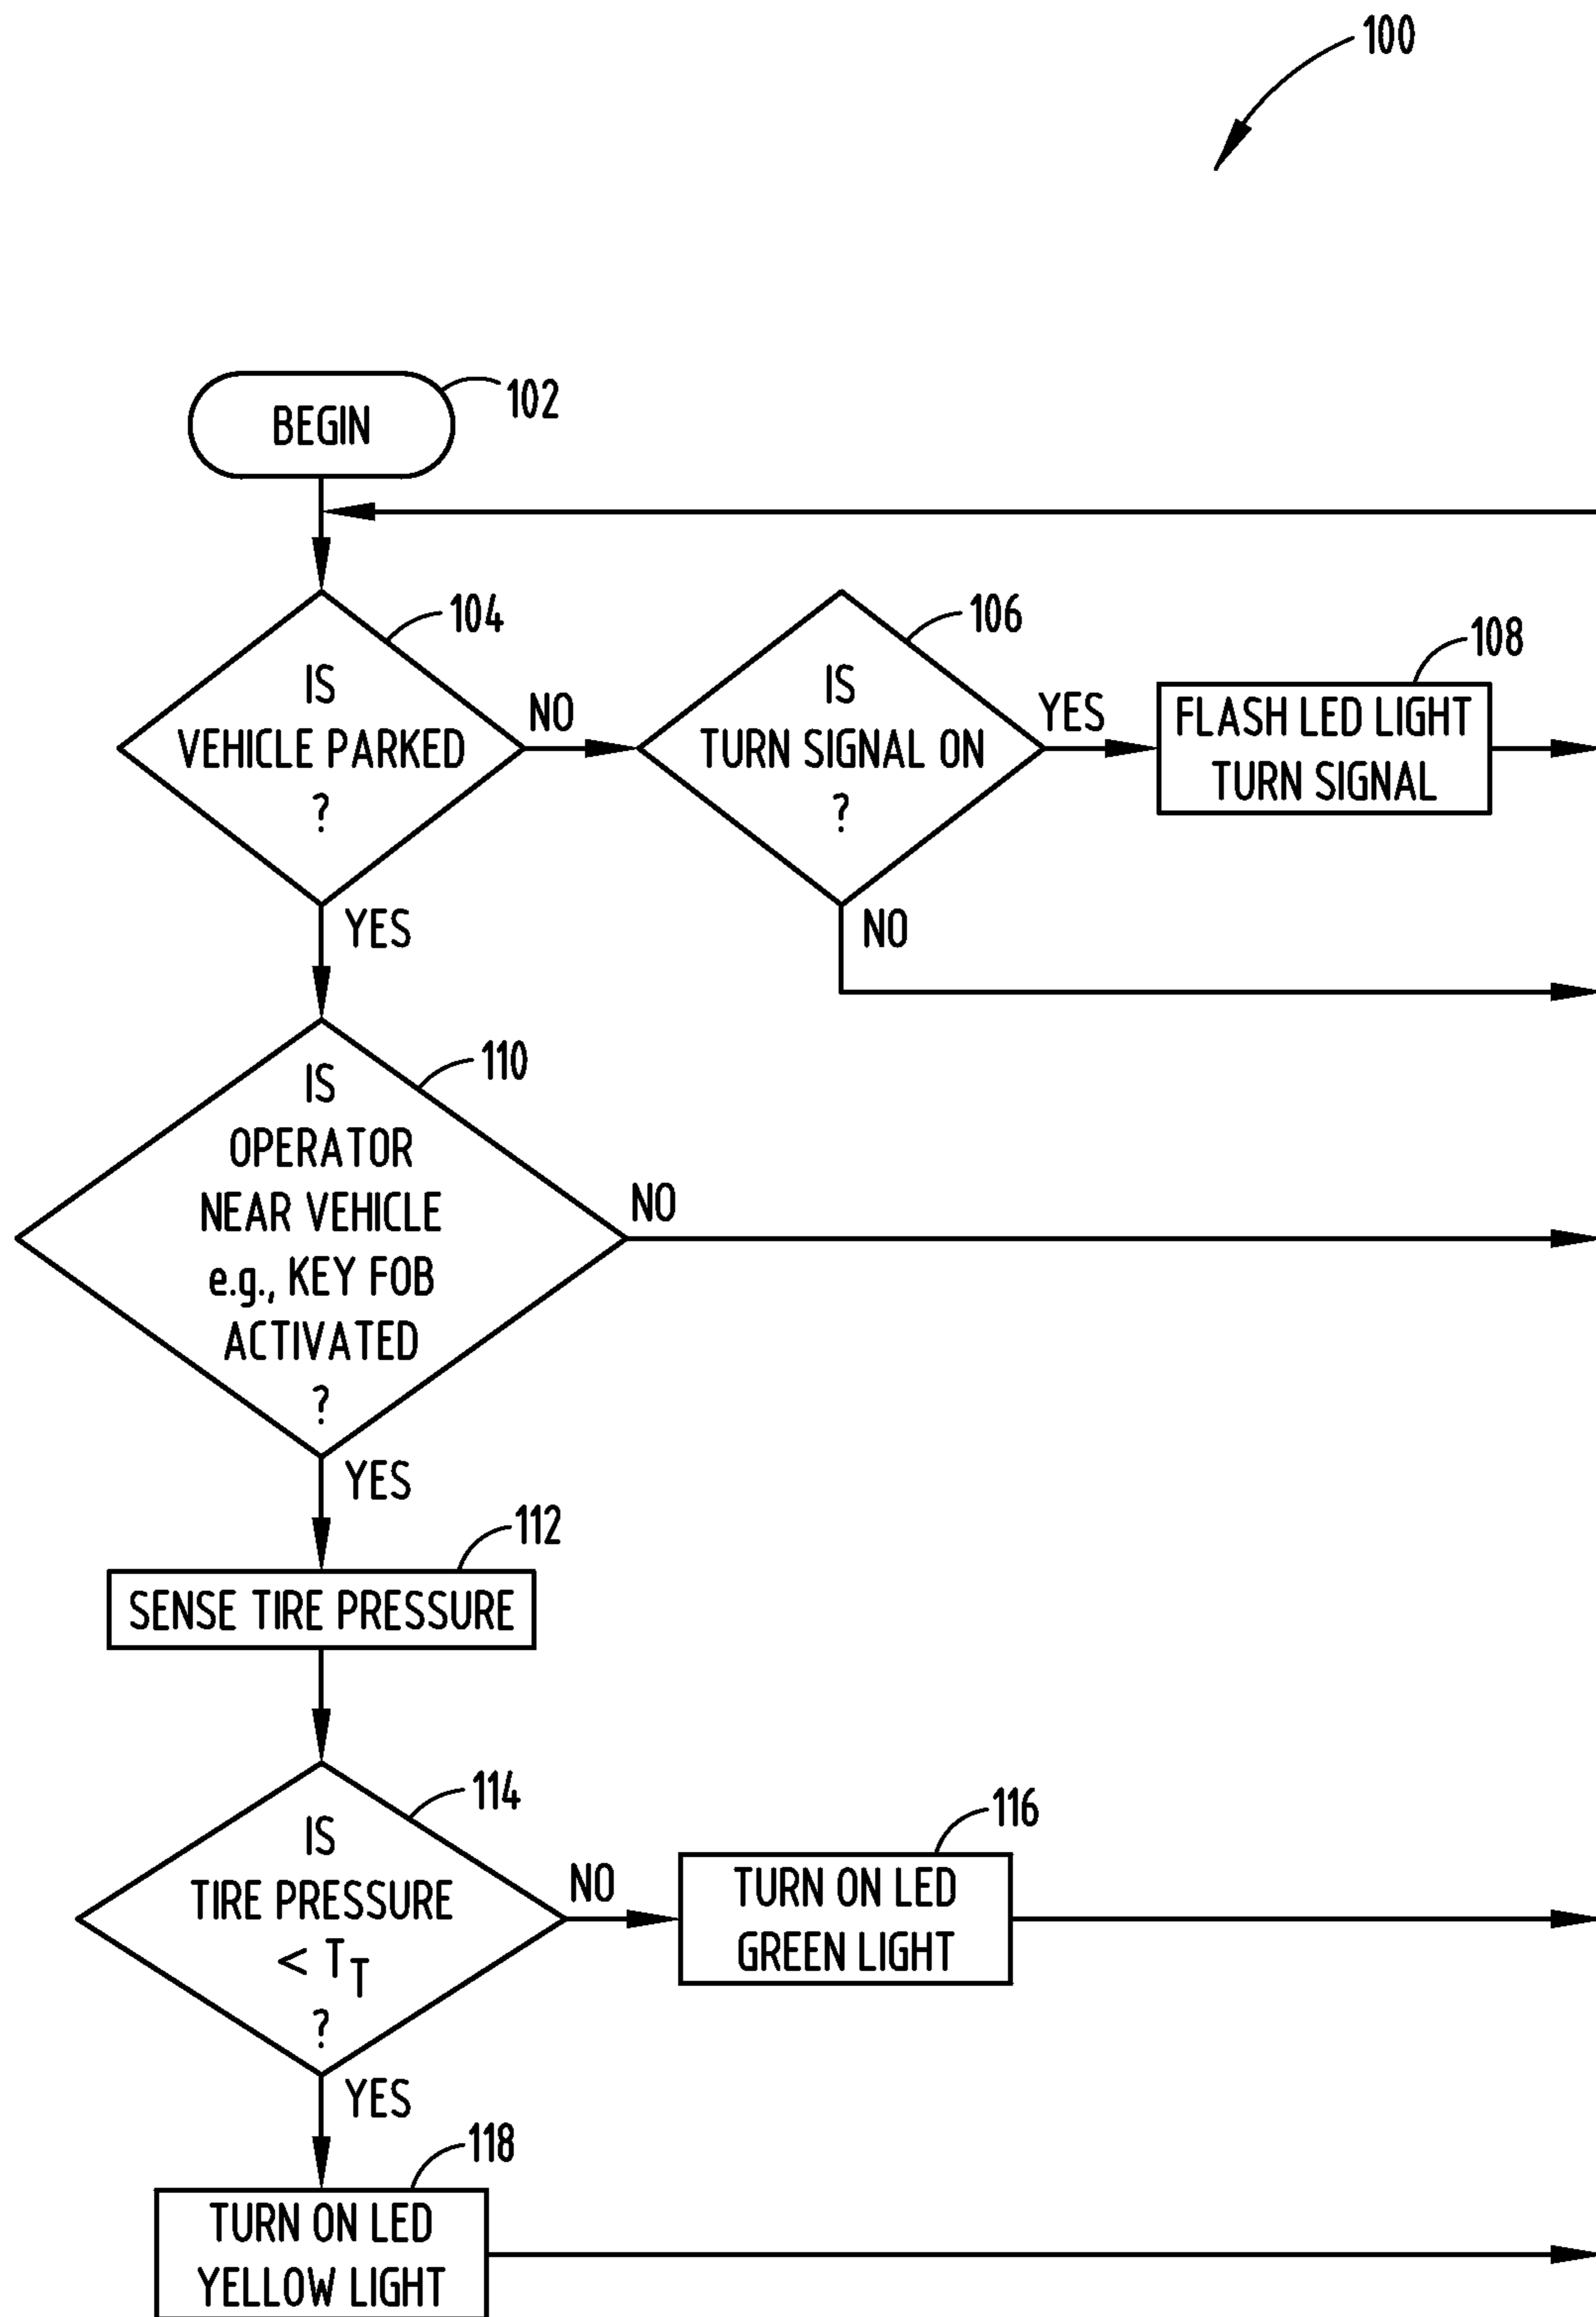 100
BEGIN
102
104
IS
VEHICLE PARKED
?
NO
YES
106
IS
TURN SIGNAL ON
?
YES
NO
108
FLASH LED LIGHT
TURN SIGNAL
110
IS
OPERATOR
NEAR VEHICLE
e.g., KEY FOB
ACTIVATED
?
NO
YES
112
SENSE TIRE PRESSURE
114
IS
TIRE PRESSURE
< TT
?
NO
YES
116
TURN ON LED
GREEN LIGHT
118
TURN ON LED
YELLOW LIGHT